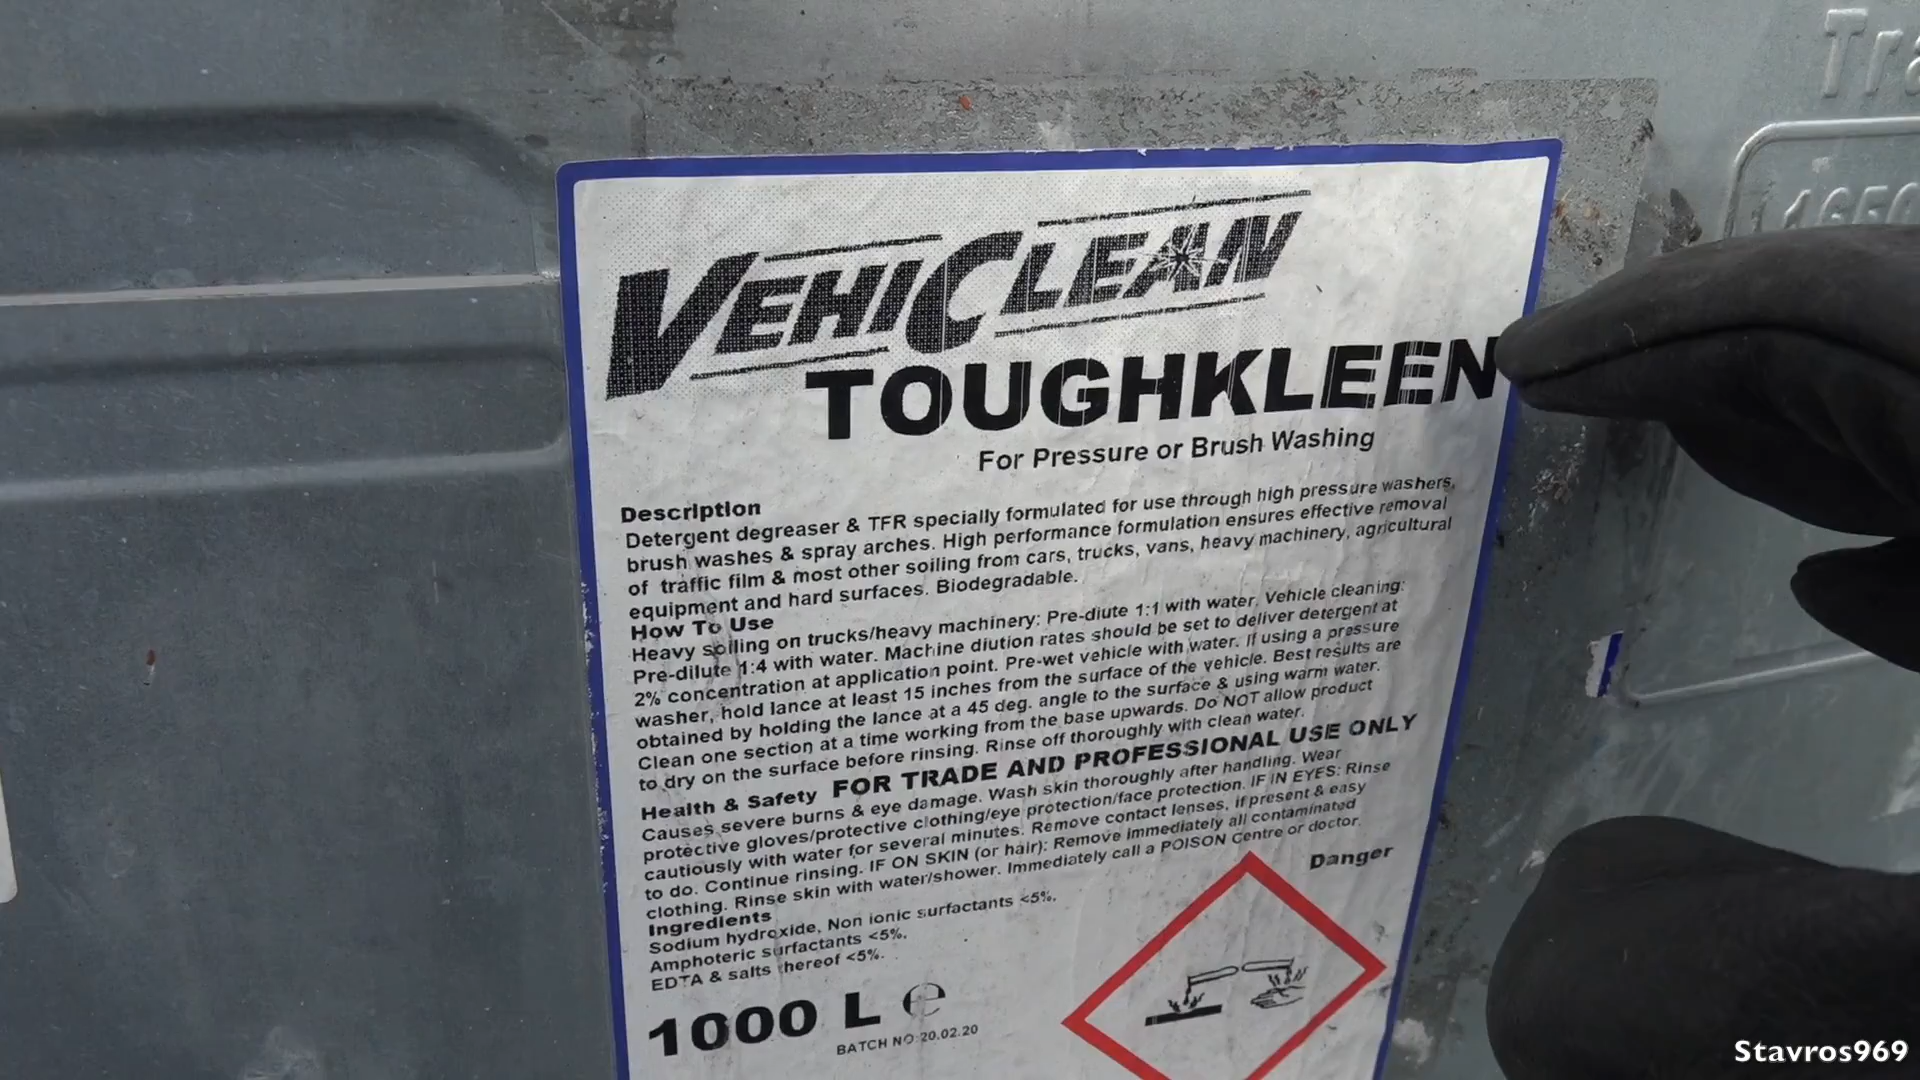 Tra
VEHICLEAN
TOUGHKLEEN
For Pressure or Brush Washing
Description
Detergent degreaser & TFR specially formulated for use through high pressure washers,
brush washes & spray arches. High performance formulation ensures effective removal
of traffic film & most other soiling from cars, trucks, vans, heavy machinery, agricultural
equipment and hard surfaces. Biodegradable.
How To Use
Heavy soiling on trucks/heavy machinery: Pre-diute 1:1 with water. Vehicle cleaning:
Pre-dilute 1:4 with water. Machine diution rates should be set to deliver detergent at
2% concentration at application point. Pre-wet vehicle with water. If using a pressure
washer, hold lance at least 15 inches from the surface of the vehicle. Best results are
obtained by holding the lance at a 45 deg. angle to the surface & using warm water.
Clean one section at a time working from the base upwards. Do NOT allow product
to dry on the surface before rinsing. Rinse off thoroughly with clean water.
Health & Safety FOR TRADE AND PROFESSIONAL USE ONLY
Causes severe burns & eye damage. Wash skin thoroughly after handling. Wear
protective gloves/protective clothing/eye protection/face protection. IF IN EYES: Rinse
cautiously with water for several minutes. Remove contact lenses, if present & easy
to do. Continue rinsing. IF ON SKIN (or hair): Remove immediately all contaminated
clothing. Rinse skin with water/shower. Immediately call a POISON Centre or doctor.
Danger
Ingredients
Sodium hydroxide, Non ionic surfactants <5%.
Amphoteric surfactants <5%.
EDTA & salts thereof <5%.
1000 L e
BATCH NO:20.02.20
Stavros969